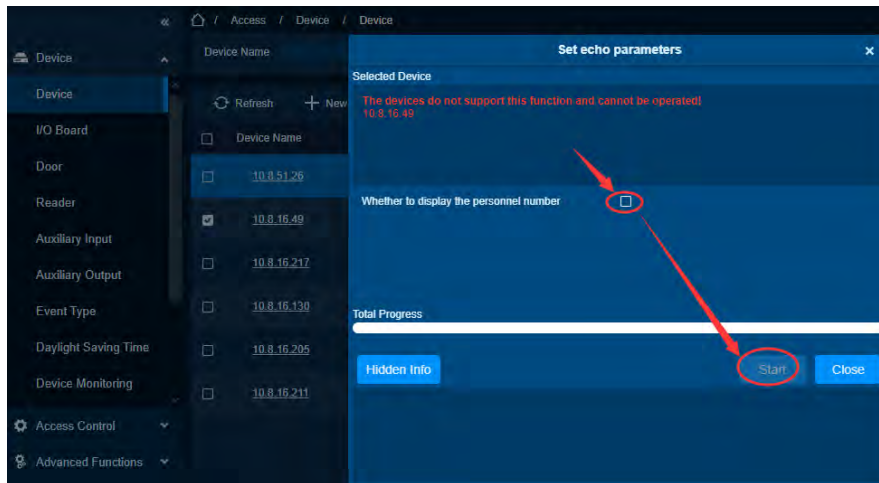 « / Access / Device / Device
Device
Device
I/O Board
Door
Reader
Auxiliary Input
Auxiliary Output
Event Type
Daylight Saving Time
Device Monitoring
Access Control
Advanced Functions
Device Name
Refresh + New
Device Name
10.8.51.26
10.8.16.49
10.8.16.217
10.8.16.130
10.8.16.205
10.8.16.211
Set echo parameters ×
Selected Device
The devices do not support this function and cannot be operated!
10.8.16.49
Whether to display the personnel number
Total Progress
Hidden Info Start Close